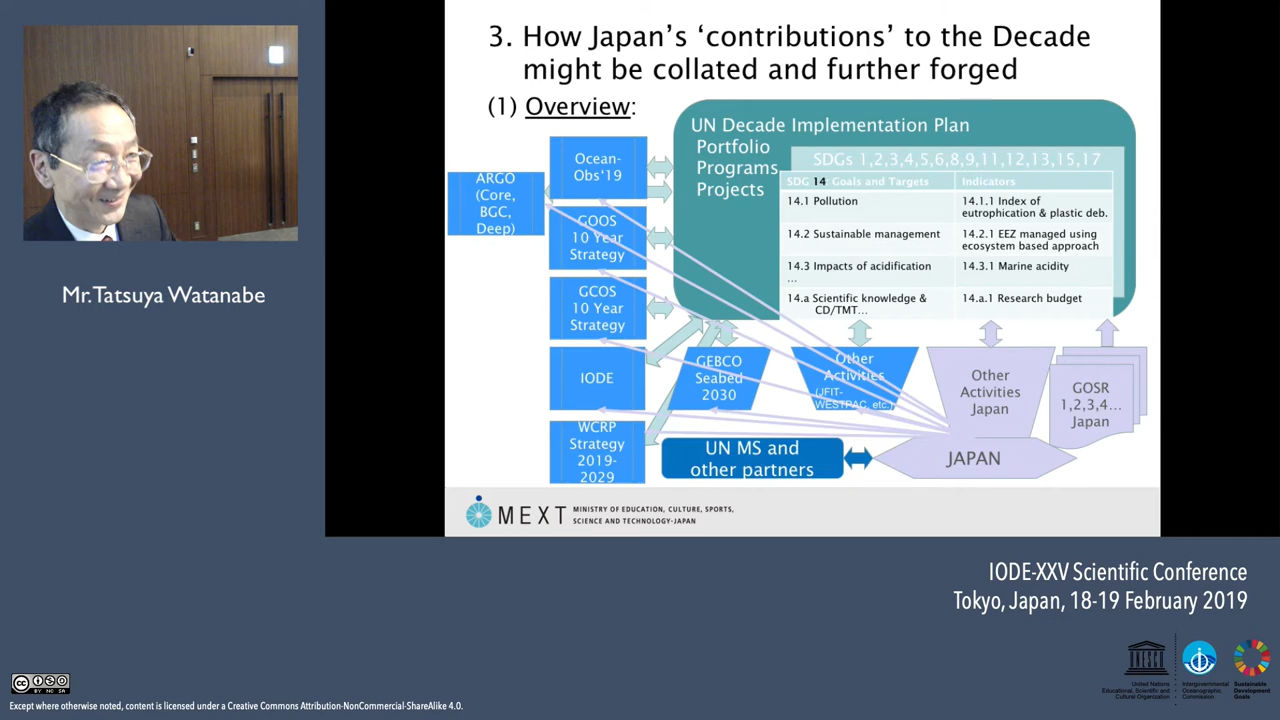 3. How Japan's ‘contributions’ to the Decade
might be collated and further forged
(1) Overview:
UN Decade Implementation Plan
Portfolio
Programs
Projects
SDGs 1,2,3,4,5,6,8,9,11,12,13,15,17
SDG 14: Goals and Targets
Indicators
14.1 Pollution
14.1.1 Index of
eutrophication & plastic deb.
14.2 Sustainable management
14.2.1 EEZ managed using
ecosystem based approach
14.3 Impacts of acidification
...
14.3.1 Marine acidity
14.a Scientific knowledge &
CD/TMT...
14.a.1 Research budget
Ocean-
Obs‘19
ARGO
(Core,
BGC,
Deep)
GOOS
10 Year
Strategy
GCOS
10 Year
Strategy
IODE
WCRP
Strategy
2019-
2029
GEBCO
Seabed
2030
Other
Activities
(JFIT-
WESTPAC, etc.)
Other
Activities
Japan
GOSR
1,2,3,4...
Japan
UN MS and
other partners
JAPAN
MEXT
MINISTRY OF EDUCATION, CULTURE, SPORTS,
SCIENCE AND TECHNOLOGY-JAPAN
Mr.Tatsuya Watanabe
IODE-XXV Scientific Conference
Tokyo, Japan, 18-19 February 2019
UNESCO
United Nations
Educational, Scientific and
Cultural Organization
Intergovernmental
Oceanographic
Commission
Sustainable
Development
Goals
CC BY NC SA
Except where otherwise noted, content is licensed under a Creative Commons Attribution-NonCommercial-ShareAlike 4.0.